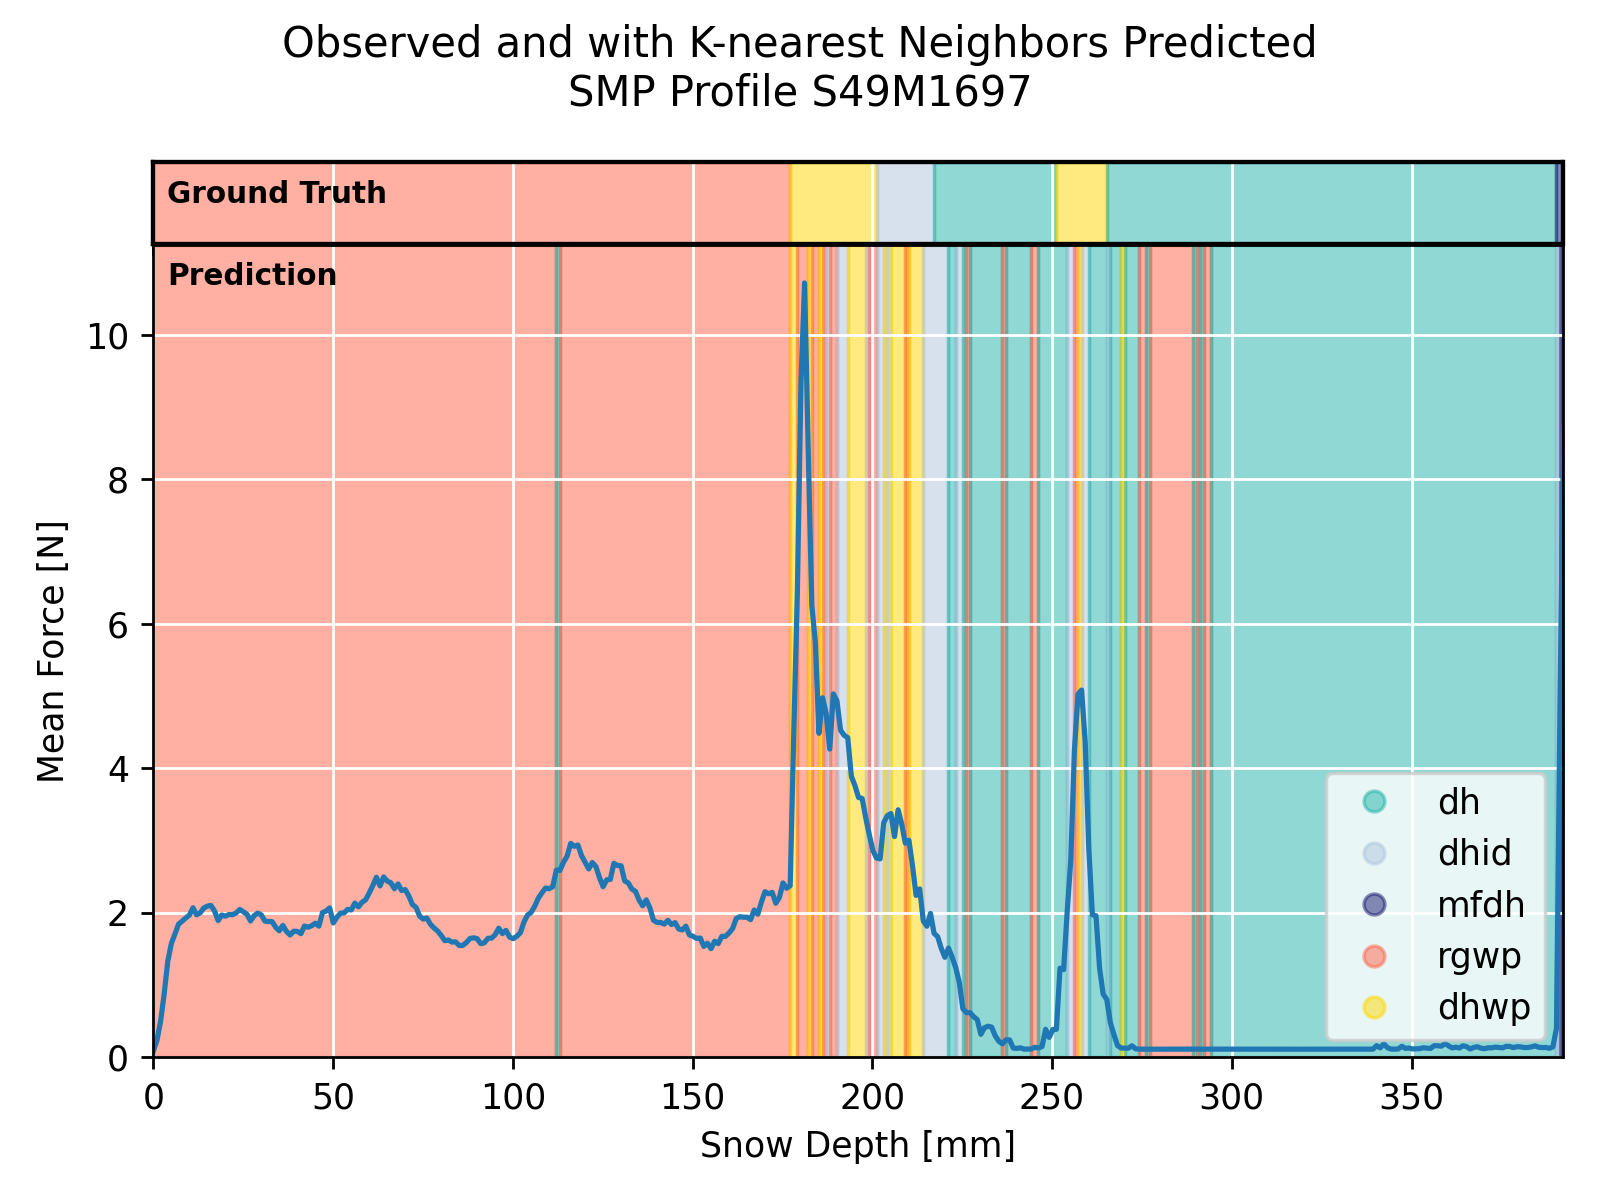 Observed and with K-nearest Neighbors Predicted
SMP Profile S49M1697
Ground Truth
Prediction
10
8
6
4
2
0
Mean Force [N]
dh
dhid
mfdh
rgwp
dhwp
0 50 100 150 200 250 300 350
Snow Depth [mm]